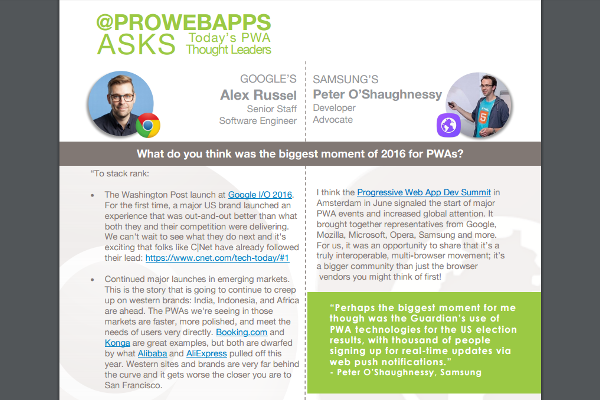 @PROWEBAPPS
ASKS Today's PWA
Thought Leaders
GOOGLE'S
Alex Russel
Senior Staff
Software Engineer
SAMSUNG'S
Peter O'Shaughnessy
Developer
Advocate
What do you think was the biggest moment of 2016 for PWAs?
"To stack rank:
• The Washington Post launch at Google I/O 2016.
For the first time, a major US brand launched an
experience that was out-and-out better than what
both they and their competition were delivering.
We can't wait to see what they do next and it's
exciting that folks like C|Net have already followed
their lead: https://www.cnet.com/tech-today/#1
• Continued major launches in emerging markets.
This is the story that is going to continue to creep
up on western brands: India, Indonesia, and Africa
are ahead. The PWAs we're seeing in those
markets are faster, more polished, and meet the
needs of users very directly. Booking.com and
Konga are great examples, but both are dwarfed
by what Alibaba and AliExpress pulled off this
year. Western sites and brands are very far behind
the curve and it gets worse the closer you are to
San Francisco.
I think the Progressive Web App Dev Summit in
Amsterdam in June signaled the start of major
PWA events and increased global attention. It
brought together representatives from Google,
Mozilla, Microsoft, Opera, Samsung and more.
For us, it was an opportunity to share that it's a
truly interoperable, multi-browser movement; it's
a bigger community than just the browser
vendors you might think of first!
"Perhaps the biggest moment for me
though was the Guardian's use of
PWA technologies for the US election
results, with thousand of people
signing up for real-time updates via
web push notifications."
- Peter O'Shaughnessy, Samsung